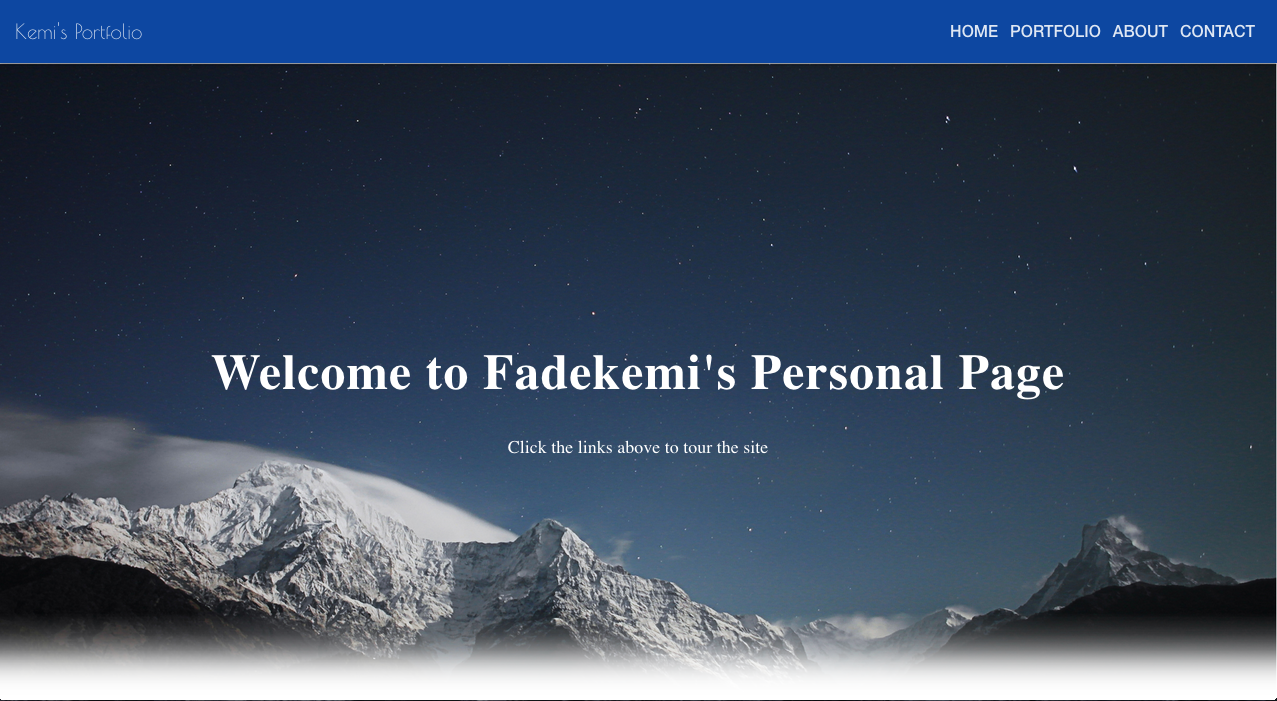 Kemi's Portfolio
HOME PORTFOLIO ABOUT CONTACT
Welcome to Fadekemi's Personal Page
Click the links above to tour the site